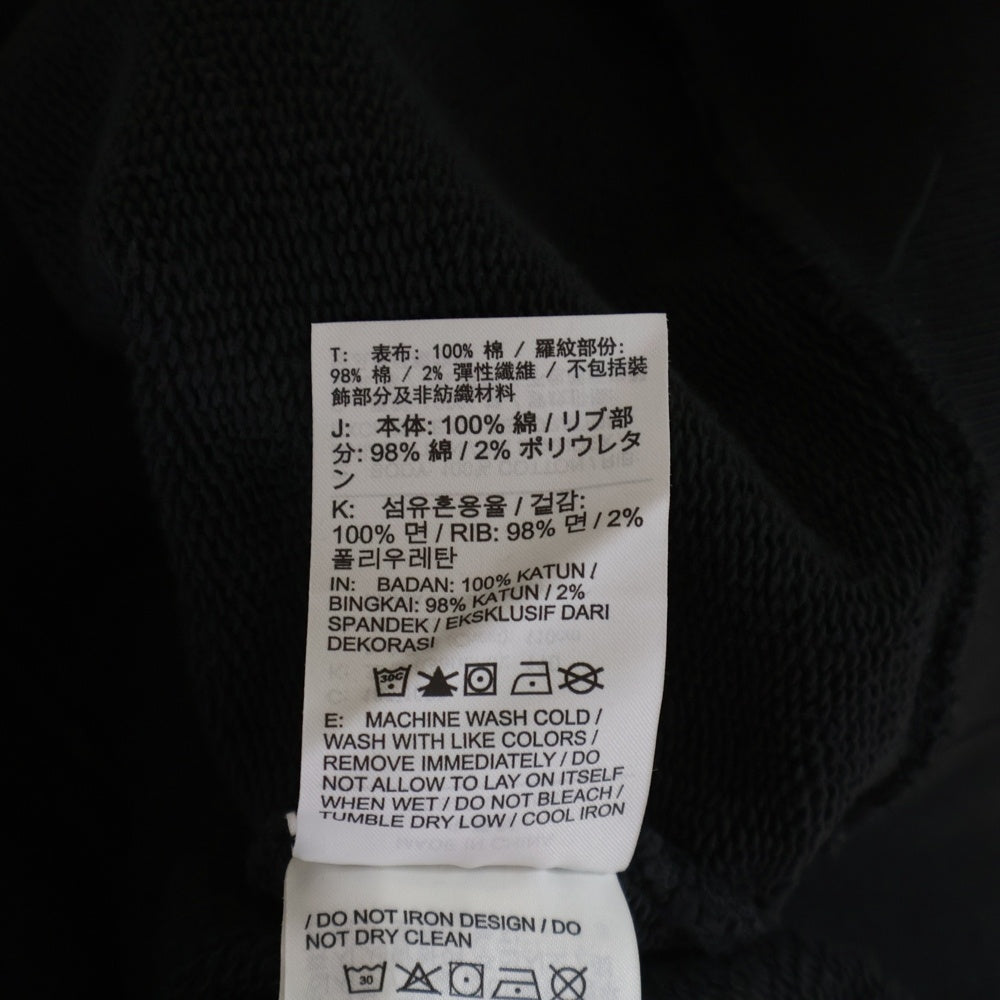 T: 表布: 100% 棉 / 羅紋部份:
98% 棉 / 2% 彈性纖維 / 不包括裝
飾部分及非紡織材料
J: 本体: 100% 綿 / リブ部
分: 98% 綿 / 2% ポリウレタ
ン
K: 섬유혼용율 / 겉감:
100% 면 / RIB: 98% 면 / 2%
폴리우레탄
IN: BADAN: 100% KATUN /
BINGKAI: 98% KATUN / 2%
SPANDEK / EKSKLUSIF DARI
DEKORASI
30C
E: MACHINE WASH COLD /
WASH WITH LIKE COLORS /
REMOVE IMMEDIATELY / DO
NOT ALLOW TO LAY ON ITSELF
WHEN WET / DO NOT BLEACH /
TUMBLE DRY LOW / COOL IRON
/ DO NOT IRON DESIGN / DO
NOT DRY CLEAN
30